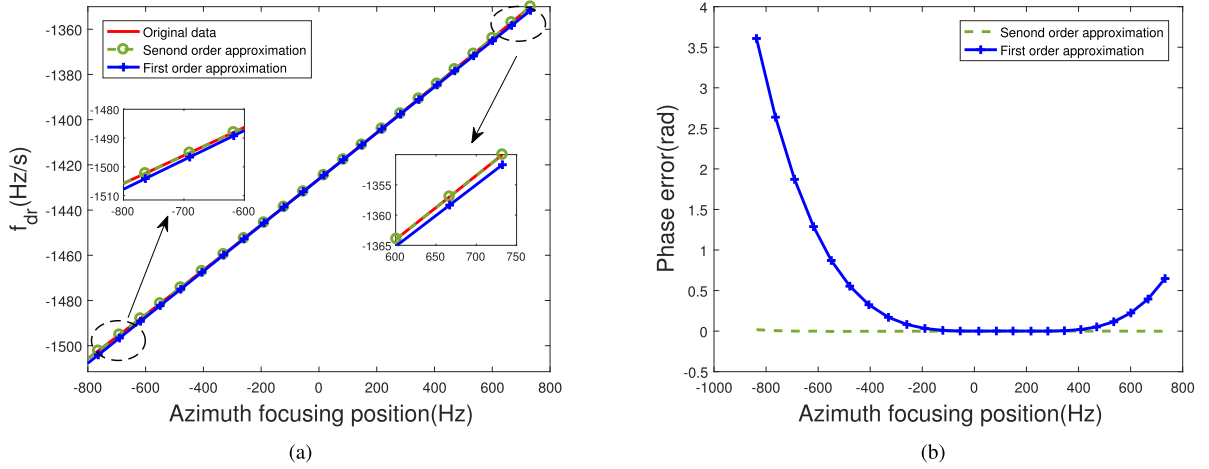 -1360
-1380
-1400
-1420
-1440
-1460
-1480
-1500
f_dr(Hz/s)
Original data
Senond order approximation
First order approximation
-1480
-1490
-1500
-1510
-800 -700 -600
-1355
-1360
-1365
600 650 700 750
-800 -600 -400 -200 0 200 400 600 800
Azimuth focusing position(Hz)
(a)
4
3.5
3
2.5
2
1.5
1
0.5
0
-0.5
Phase error(rad)
Senond order approximation
First order approximation
-1000 -800 -600 -400 -200 0 200 400 600 800
Azimuth focusing position(Hz)
(b)